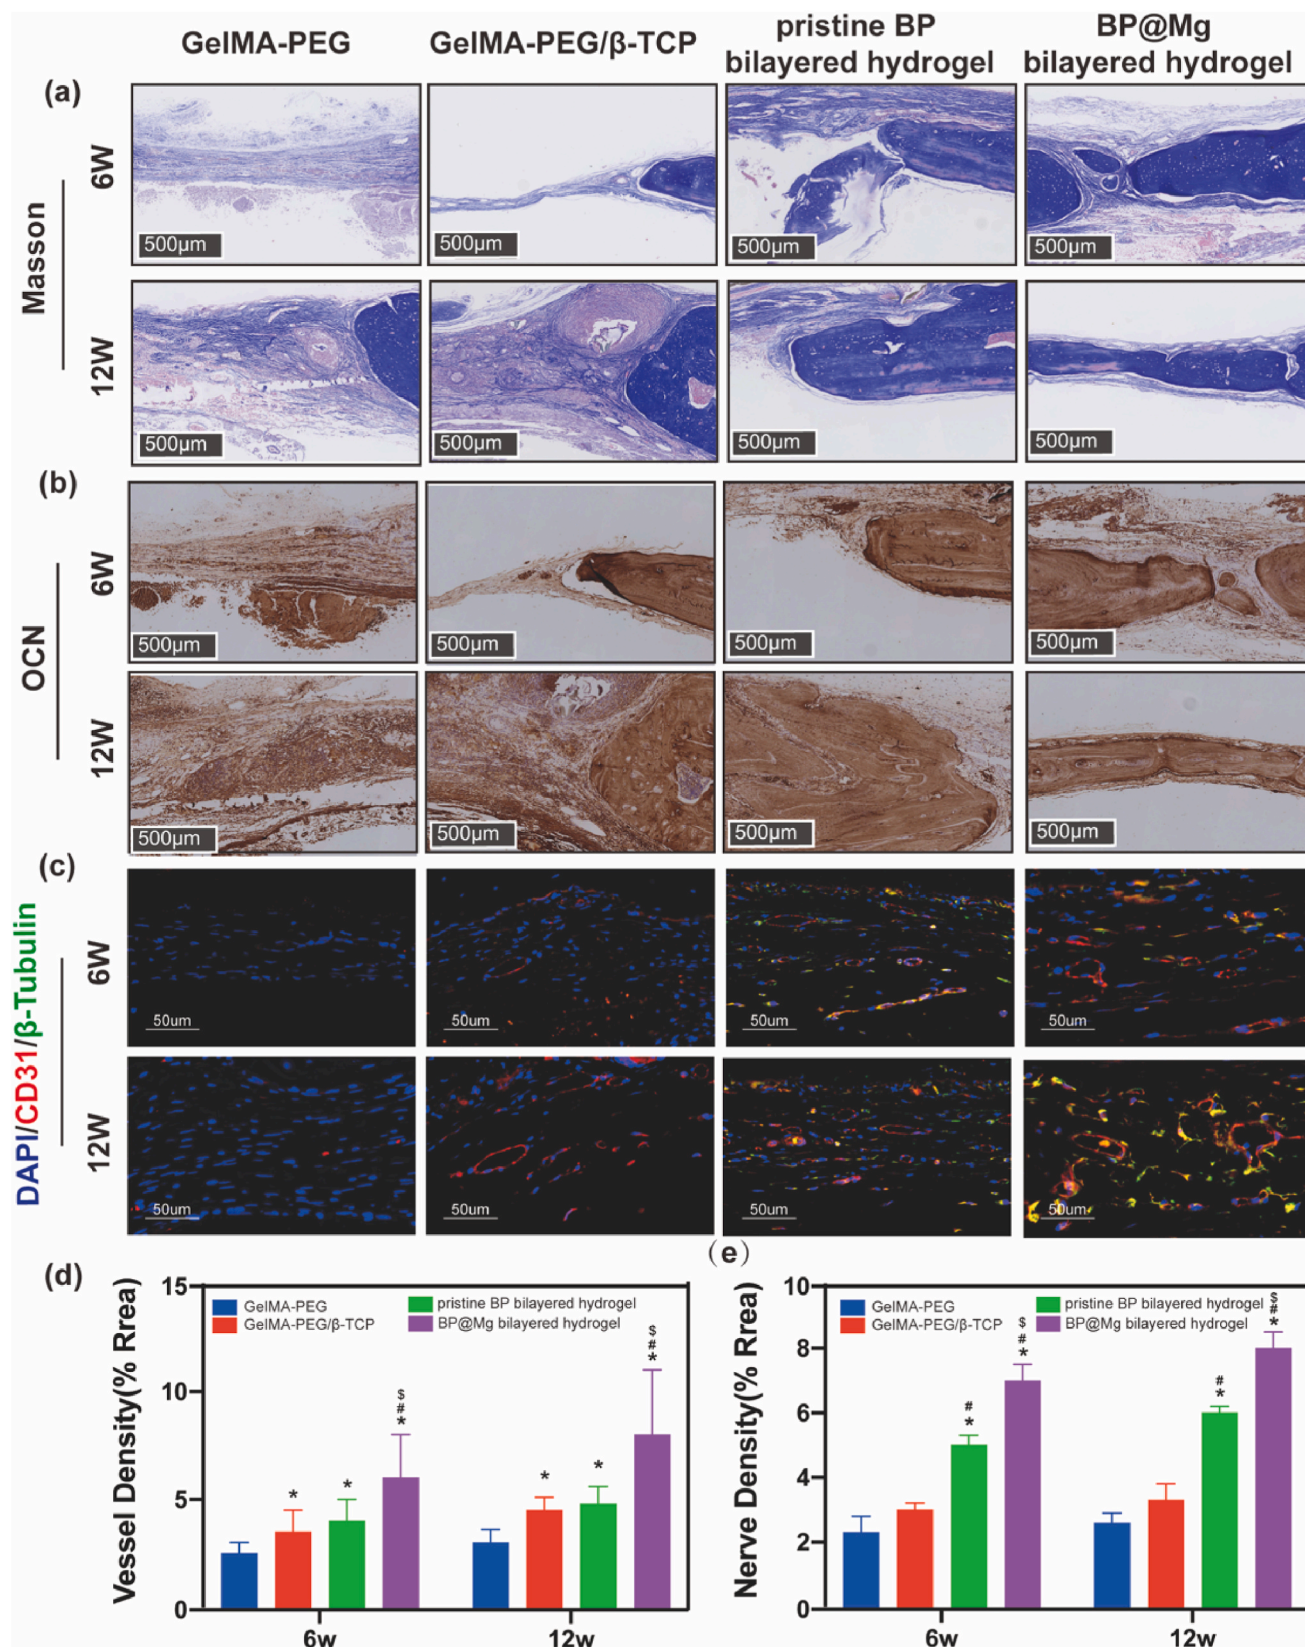 GelMA-PEG
GelMA-PEG/β-TCP
pristine BP
bilayered hydrogel
BP@Mg
bilayered hydrogel
(a)
Masson
6W
500µm
500µm
500µm
500µm
12W
500µm
500µm
500µm
500µm
(b)
OCN
6W
500µm
500µm
500µm
500µm
12W
500µm
500µm
500µm
500µm
(c)
DAPI/CD31/β-Tubulin
6W
50um
50um
50um
50um
12W
50um
50um
50um
50um
(d)
Vessel Density(% Rrea)
15
10
5
0
GelMA-PEG
GelMA-PEG/β-TCP
pristine BP bilayered hydrogel
BP@Mg bilayered hydrogel
*
*
$
#
*
*
*
$
#
*
6w
12w
(e)
Nerve Density(% Rrea)
10
8
6
4
2
0
GelMA-PEG
GelMA-PEG/β-TCP
pristine BP bilayered hydrogel
BP@Mg bilayered hydrogel
#
*
$
#
*
#
*
$
#
*
6w
12w